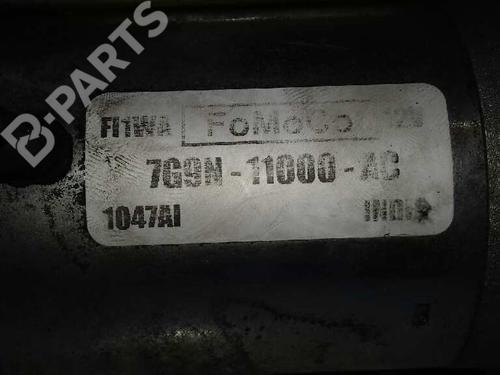 B-PARTS
FI1WA FoMoCo
7G9N-11000-AC
1047AI